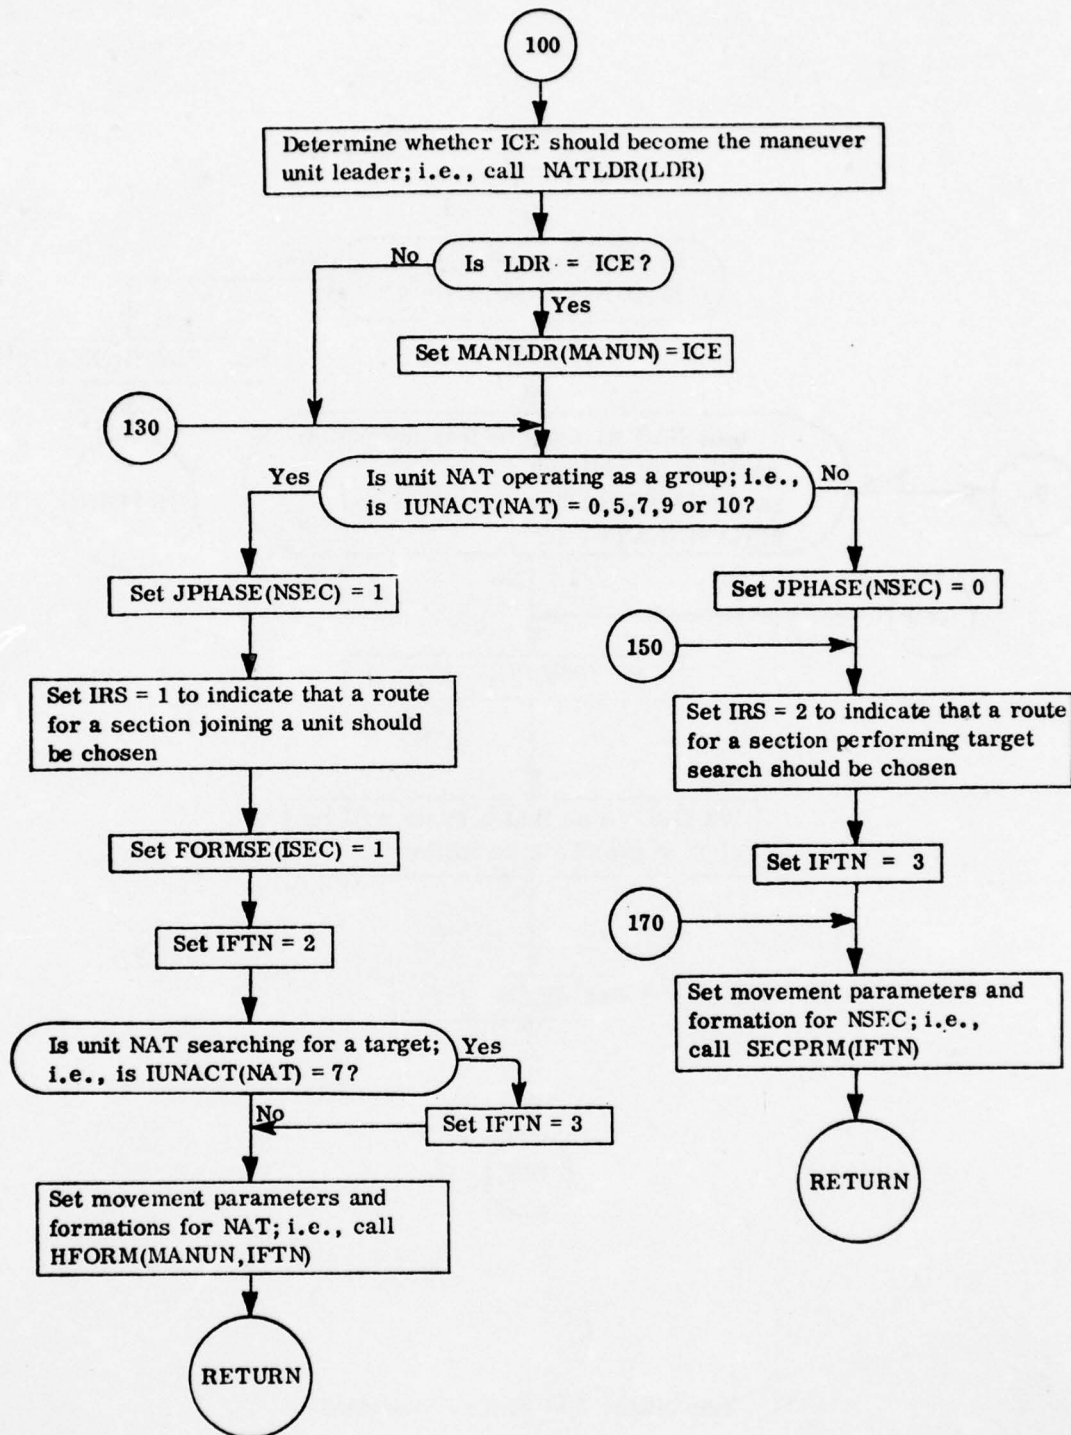 100
Determine whether ICE should become the maneuver
unit leader; i.e., call NATLDR(LDR)
No
Is LDR = ICE?
Yes
Set MANLDR(MANUN) = ICE
130
Yes
Is unit NAT operating as a group; i.e.,
is IUNACT(NAT) = 0,5,7,9 or 10?
No
Set JPHASE(NSEC) = 1
Set IRS = 1 to indicate that a route
for a section joining a unit should
be chosen
Set FORMSE(ISEC) = 1
Set IFTN = 2
Is unit NAT searching for a target;
i.e., is IUNACT(NAT) = 7?
Yes
No
Set IFTN = 3
Set movement parameters and
formations for NAT; i.e., call
HFORM(MANUN,IFTN)
RETURN
Set JPHASE(NSEC) = 0
150
Set IRS = 2 to indicate that a route
for a section performing target
search should be chosen
Set IFTN = 3
170
Set movement parameters and
formation for NSEC; i.e.,
call SECPRM(IFTN)
RETURN